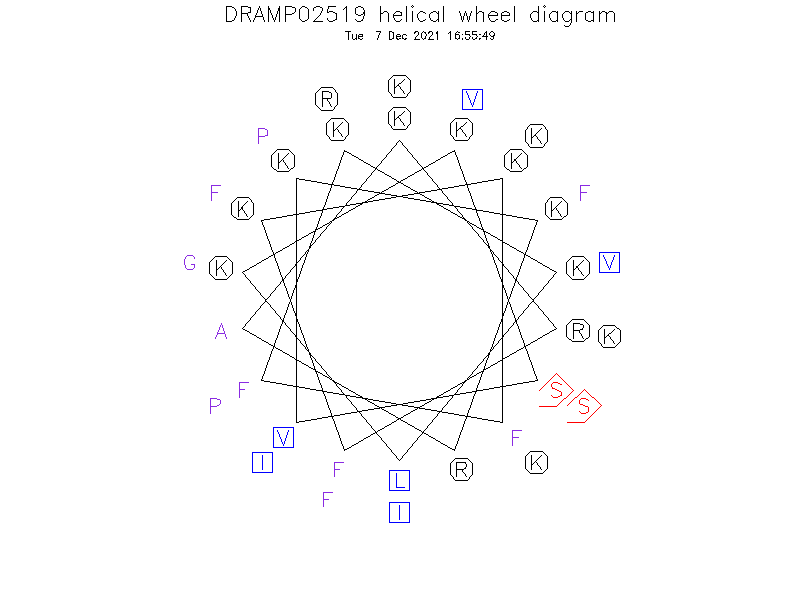 DRAMP02519 helical wheel diagram
Tue 7 Dec 2021 16:55:49
K
R V
K
K K
P K K
K K
F F
K K
G K K V
A R K
F S
P S
V F
I F R K
L
F
I